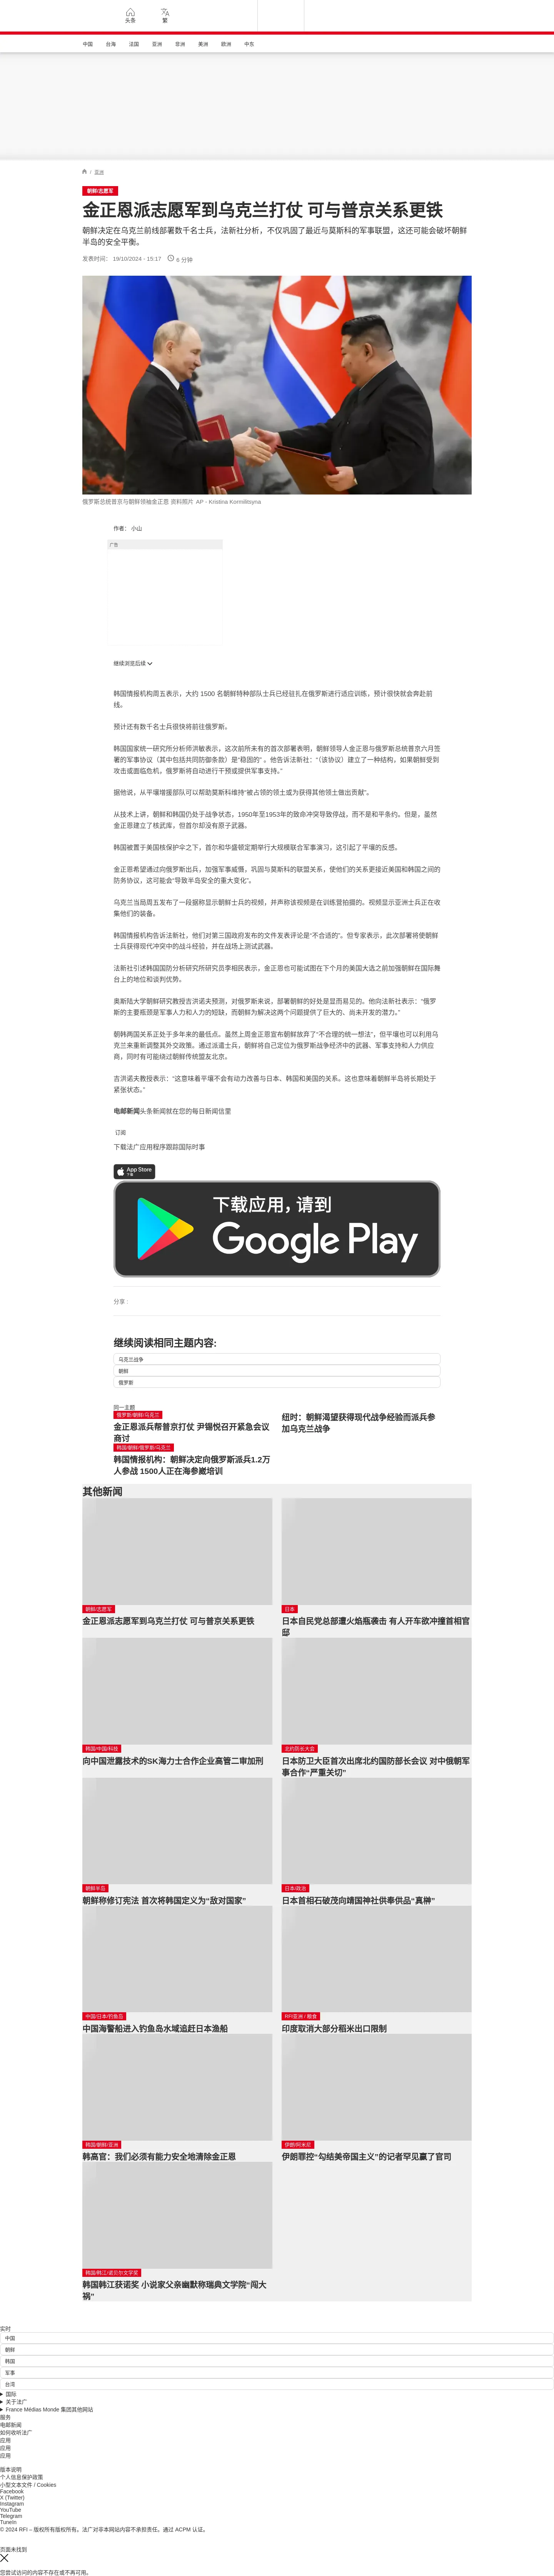 头条
繁
中国
台海
法国
亚洲
非洲
美洲
欧洲
中东
/ 亚洲
朝鲜/志愿军
金正恩派志愿军到乌克兰打仗 可与普京关系更铁
朝鲜决定在乌克兰前线部署数千名士兵，法新社分析，不仅巩固了最近与莫斯科的军事联盟，这还可能会破坏朝鲜
半岛的安全平衡。
发表时间： 19/10/2024 - 15:17
6 分钟
俄罗斯总统普京与朝鲜领袖金正恩 资料照片 AP - Kristina Kormilitsyna
作者： 小山
广告
继续浏览后续
韩国情报机构周五表示，大约 1500 名朝鲜特种部队士兵已经驻扎在俄罗斯进行适应训练，预计很快就会奔赴前
线。
预计还有数千名士兵很快将前往俄罗斯。
韩国国家统一研究所分析师洪敏表示，这次前所未有的首次部署表明，朝鲜领导人金正恩与俄罗斯总统普京六月签
署的军事协议（其中包括共同防御条款）是“稳固的” 。他告诉法新社：“（该协议）建立了一种结构，如果朝鲜受到
攻击或面临危机，俄罗斯将自动进行干预或提供军事支持。”
据他说，从平壤增援部队可以帮助莫斯科维持“被占领的领土或为获得其他领土做出贡献”。
从技术上讲，朝鲜和韩国仍处于战争状态，1950年至1953年的致命冲突导致停战，而不是和平条约。但是，虽然
金正恩建立了核武库，但首尔却没有原子武器。
韩国被置于美国核保护伞之下，首尔和华盛顿定期举行大规模联合军事演习，这引起了平壤的反感。
金正恩希望通过向俄罗斯出兵，加强军事威慑，巩固与莫斯科的联盟关系，使他们的关系更接近美国和韩国之间的
防务协议，这可能会“导致半岛安全的重大变化”。
乌克兰当局周五发布了一段据称显示朝鲜士兵的视频，并声称该视频是在训练营拍摄的。视频显示亚洲士兵正在收
集他们的装备。
韩国情报机构告诉法新社，他们对第三国政府发布的文件发表评论是“不合适的”。但专家表示，此次部署将使朝鲜
士兵获得现代冲突中的战斗经验，并在战场上测试武器。
法新社引述韩国国防分析研究所研究员李相民表示，金正恩也可能试图在下个月的美国大选之前加强朝鲜在国际舞
台上的地位和谈判优势。
奥斯陆大学朝鲜研究教授吉洪诺夫预测，对俄罗斯来说，部署朝鲜的好处是显而易见的。他向法新社表示：“俄罗
斯的主要瓶颈是军事人力和人力的短缺，而朝鲜为解决这两个问题提供了巨大的、尚未开发的潜力。”
朝韩两国关系正处于多年来的最低点。虽然上周金正恩宣布朝鲜放弃了“不合理的统一想法”，但平壤也可以利用乌
克兰来重新调整其外交政策。通过派遣士兵，朝鲜将自己定位为俄罗斯战争经济中的武器、军事支持和人力供应
商，同时有可能绕过朝鲜传统盟友北京。
吉洪诺夫教授表示：“这意味着平壤不会有动力改善与日本、韩国和美国的关系。这也意味着朝鲜半岛将长期处于
紧张状态。”
电邮新闻头条新闻就在您的每日新闻信里
订阅
下载法广应用程序跟踪国际时事
App Store
下载
下载应用，请到
Google Play
分享 :
继续阅读相同主题内容:
乌克兰战争
朝鲜
俄罗斯
同一主题
俄罗斯/朝鲜/乌克兰
金正恩派兵帮普京打仗 尹锡悦召开紧急会议
商讨
纽时：朝鲜渴望获得现代战争经验而派兵参
加乌克兰战争
韩国/朝鲜/俄罗斯/乌克兰
韩国情报机构：朝鲜决定向俄罗斯派兵1.2万
人参战 1500人正在海参崴培训
其他新闻
朝鲜/志愿军
金正恩派志愿军到乌克兰打仗 可与普京关系更铁
日本
日本自民党总部遭火焰瓶袭击 有人开车欲冲撞首相官
邸
韩国/中国/科技
向中国泄露技术的SK海力士合作企业高管二审加刑
北约防长大会
日本防卫大臣首次出席北约国防部长会议 对中俄朝军
事合作“严重关切”
朝鲜半岛
朝鲜称修订宪法 首次将韩国定义为“敌对国家”
日本/政治
日本首相石破茂向靖国神社供奉供品“真榊”
中国/日本/钓鱼岛
中国海警船进入钓鱼岛水域追赶日本渔船
RFI亚洲 / 粮食
印度取消大部分稻米出口限制
韩国/朝鲜/亚洲
韩高官：我们必须有能力安全地清除金正恩
伊朗/阿米尼
伊朗罪控“勾结美帝国主义”的记者罕见赢了官司
韩国/韩江/诺贝尔文学奖
韩国韩江获诺奖 小说家父亲幽默称瑞典文学院“闯大
祸”
实时
中国
朝鲜
韩国
军事
台湾
国际
关于法广
France Médias Monde 集团其他网站
服务
电邮新闻
如何收听法广
应用
应用
应用
版本说明
个人信息保护政策
小型文本文件 / Cookies
Facebook
X (Twitter)
Instagram
YouTube
Telegram
TuneIn
© 2024 RFI – 版权所有版权所有。法广对非本网站内容不承担责任。通过 ACPM 认证。
页面未找到
您尝试访问的内容不存在或不再可用。